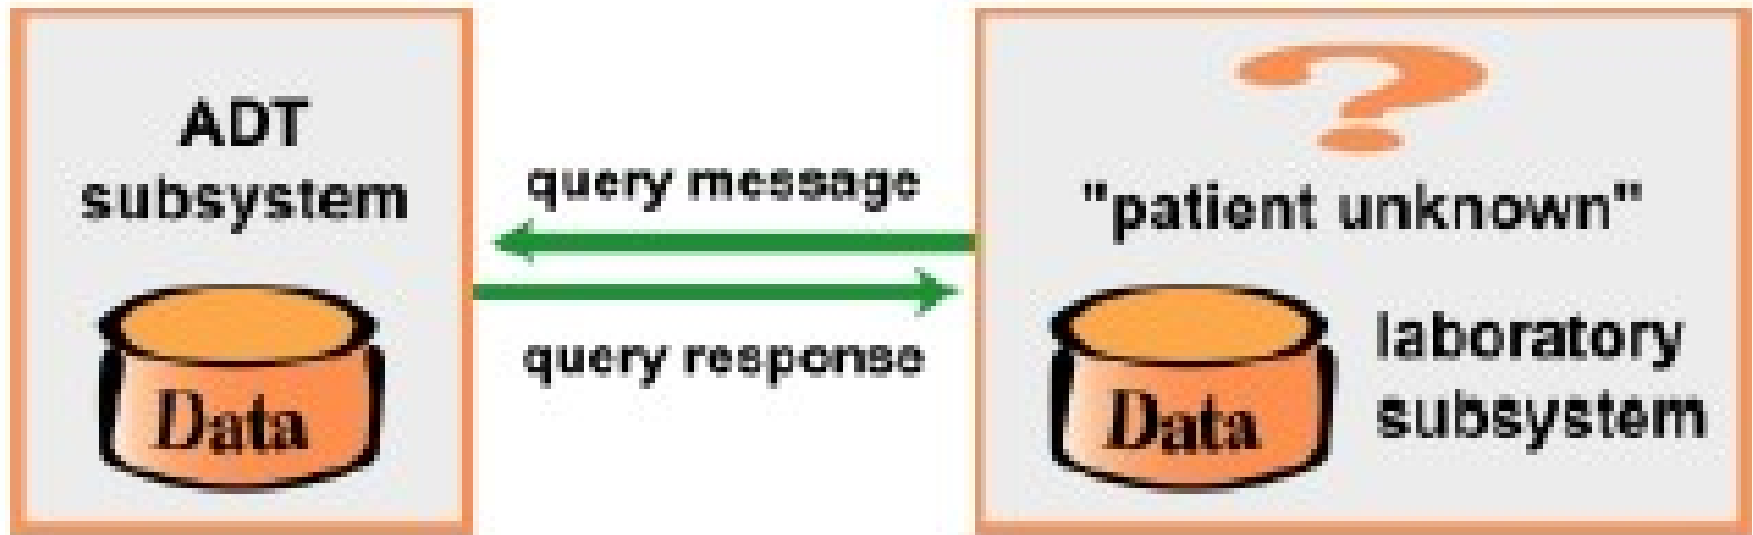 ADT
subsystem
Data
query message
query response
?
"patient unknown"
Data
laboratory
subsystem